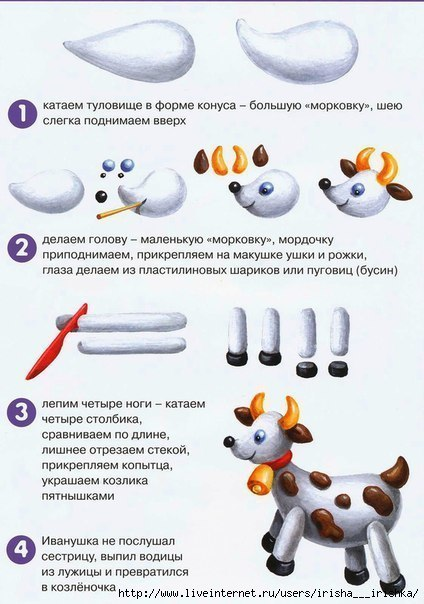 1 катаем туловище в форме конуса – большую «морковку», шею
слегка поднимаем вверх
2 делаем голову – маленькую «морковку», мордочку
приподнимаем, прикрепляем на макушке ушки и рожки,
глаза делаем из пластилиновых шариков или пуговиц (бусин)
3 лепим четыре ноги – катаем
четыре столбика,
сравниваем по длине,
лишнее отрезаем стекой,
прикрепляем копытца,
украшаем козлика
пятнышками
4 Иванушка не послушал
сестрицу, выпил водицы
из лужицы и превратился
в козлёночка
http://www.liveinternet.ru/users/irisha___irishka/